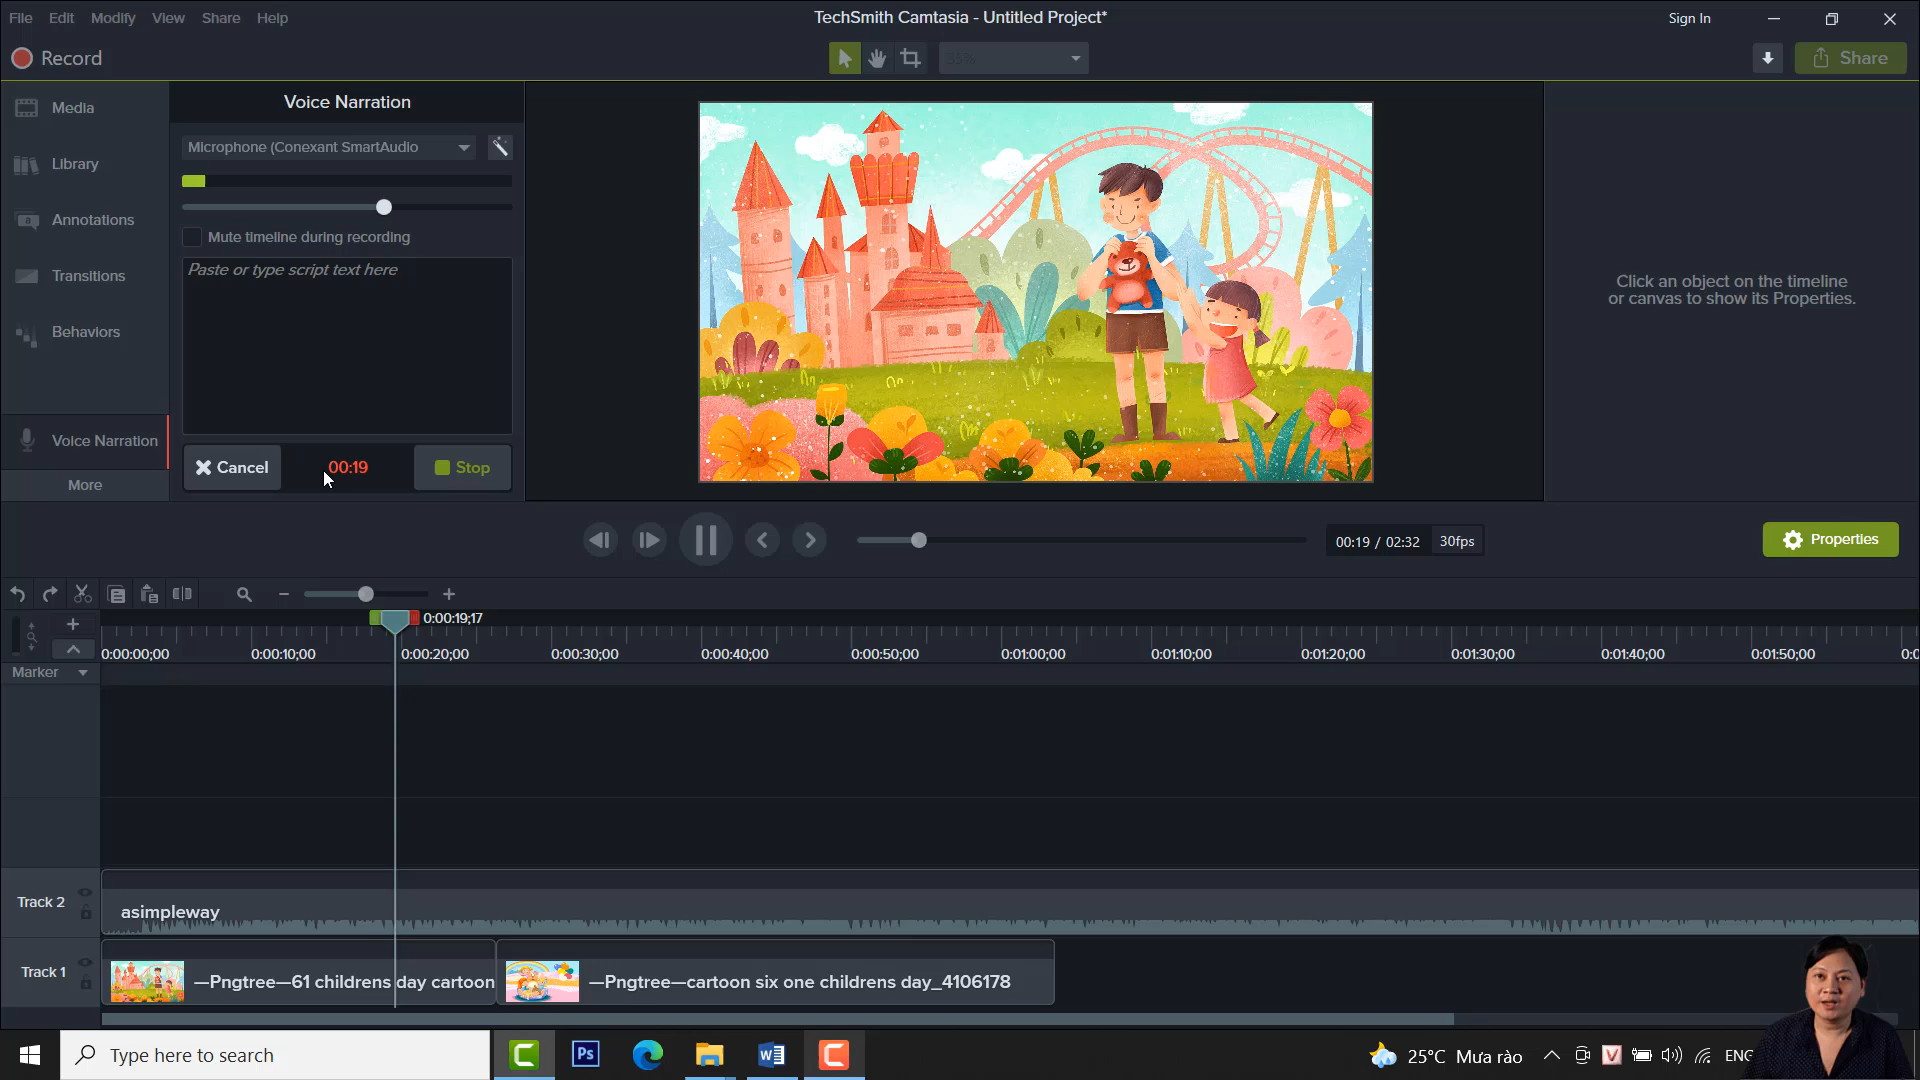 File Edit Modify View Share Help
TechSmith Camtasia - Untitled Project*
Sign In
Record
35%
Share
Media
Library
Annotations
Transitions
Behaviors
Voice Narration
More
Voice Narration
Microphone (Conexant SmartAudio
Mute timeline during recording
Paste or type script text here
Cancel
00:19
Stop
Click an object on the timeline
or canvas to show its Properties.
00:19 / 02:32
30fps
Properties
0:00:19;17
0:00:00;00 0:00:10;00 0:00:20;00 0:00:30;00 0:00:40;00 0:00:50;00 0:01:00;00 0:01:10;00 0:01:20;00 0:01:30;00 0:01:40;00 0:01:50;00
Marker
Track 2
asimpleway
Track 1
—Pngtree—61 childrens day cartoon
—Pngtree—cartoon six one childrens day_4106178
Type here to search
Ps
25°C Mưa rào
ENG